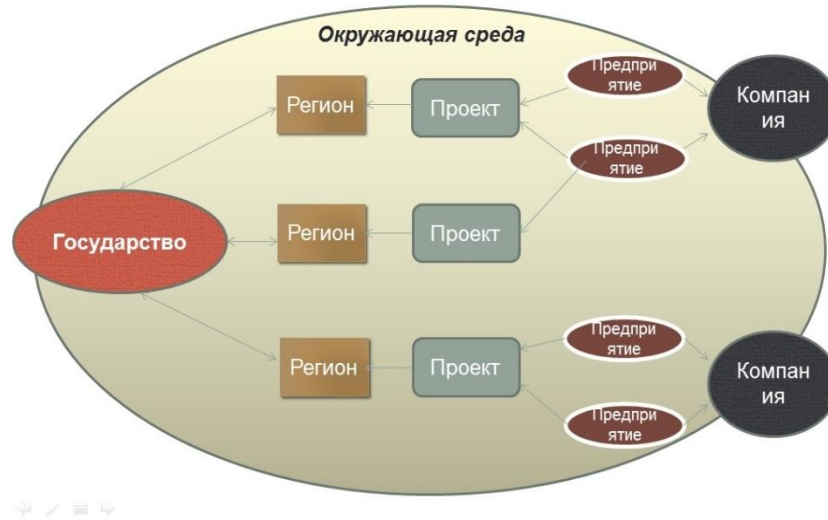 Окружающая среда
Предпри
ятие
Регион
Проект
Компан
ия
Предпри
ятие
Государство
Регион
Проект
Предпри
ятие
Регион
Проект
Компан
ия
Предпри
ятие